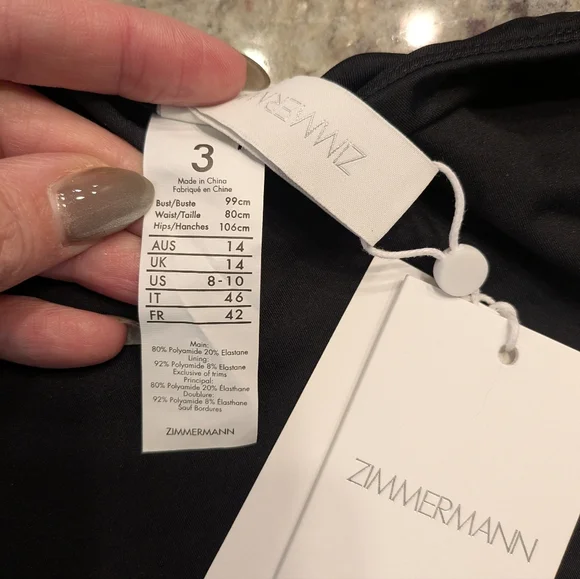 ZIMMERMANN
3
Made in China
Fabriqué en Chine
Bust/Buste 99cm
Waist/Taille 80cm
Hips/Hanches 106cm
AUS 14
UK 14
US 8-10
IT 46
FR 42
Main:
80% Polyamide 20% Elastane
Lining:
92% Polyamide 8% Elastane
Exclusive of trims
Principal:
80% Polyamide 20% Élasthane
Doublure:
92% Polyamide 8% Élasthane
Sauf Bordures
ZIMMERMANN
ZIMMERMANN